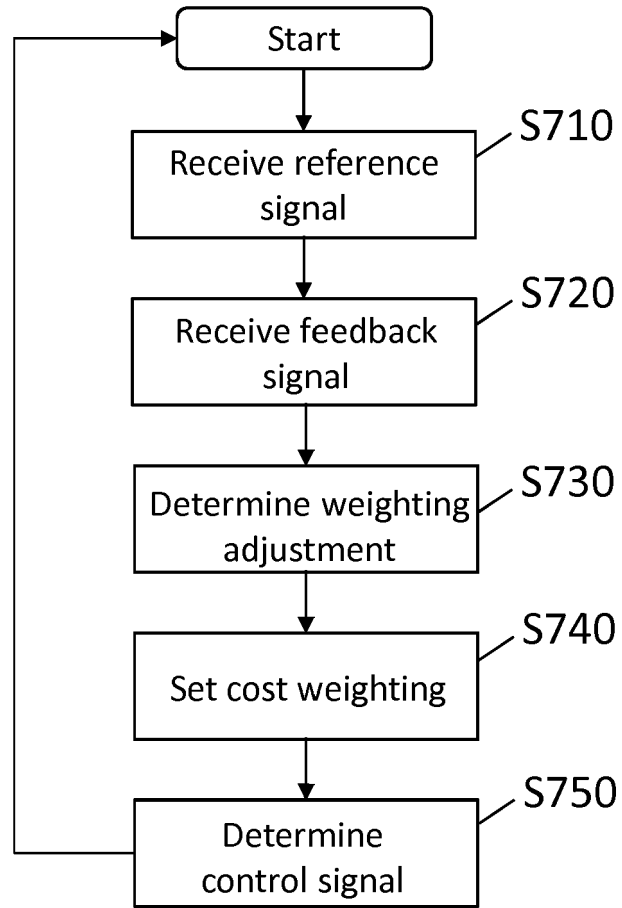 Start
S710
Receive reference
signal
S720
Receive feedback
signal
S730
Determine weighting
adjustment
S740
Set cost weighting
S750
Determine
control signal